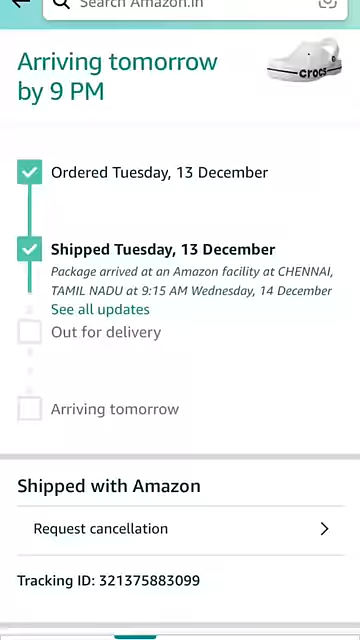 Search Amazon.in
Arriving tomorrow
by 9 PM
crocs
Ordered Tuesday, 13 December
Shipped Tuesday, 13 December
Package arrived at an Amazon facility at CHENNAI,
TAMIL NADU at 9:15 AM Wednesday, 14 December
See all updates
Out for delivery
Arriving tomorrow
Shipped with Amazon
Request cancellation
Tracking ID: 321375883099